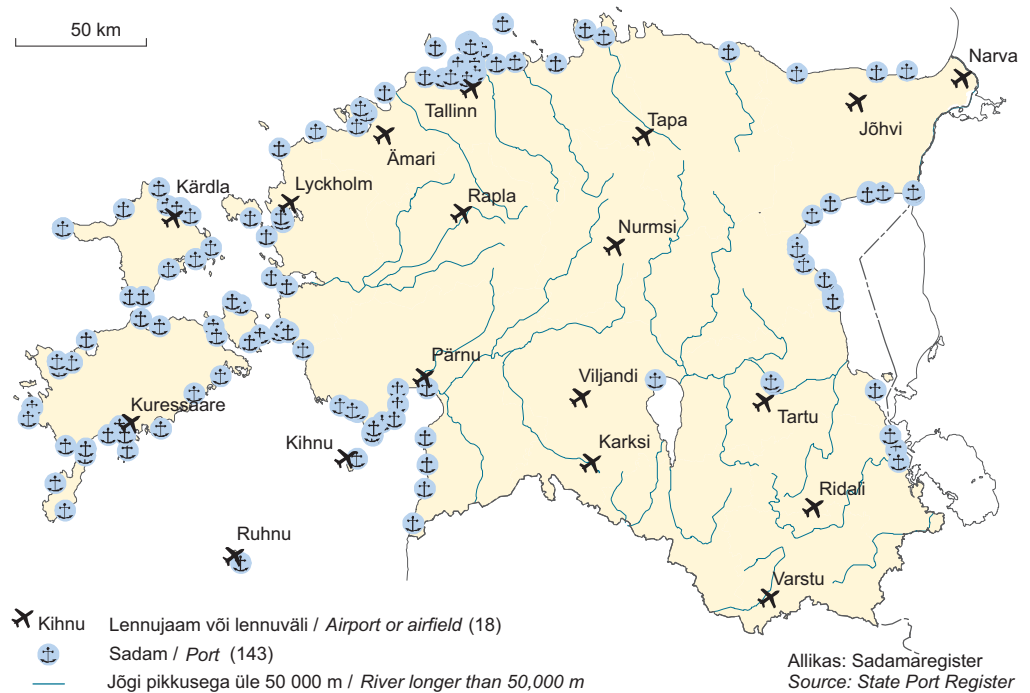 50 km
Narva
Tallinn
Jõhvi
Tapa
Ämari
Kärdla
Lyckholm
Rapla
Nurmsi
Pärnu
Viljandi
Kuressaare
Tartu
Kihnu
Karksi
Ridali
Ruhnu
Varstu
Kihnu Lennujaam või lennuväli / Airport or airfield (18)
Sadam / Port (143)
Jõgi pikkusega üle 50 000 m / River longer than 50,000 m
Allikas: Sadamaregister
Source: State Port Register